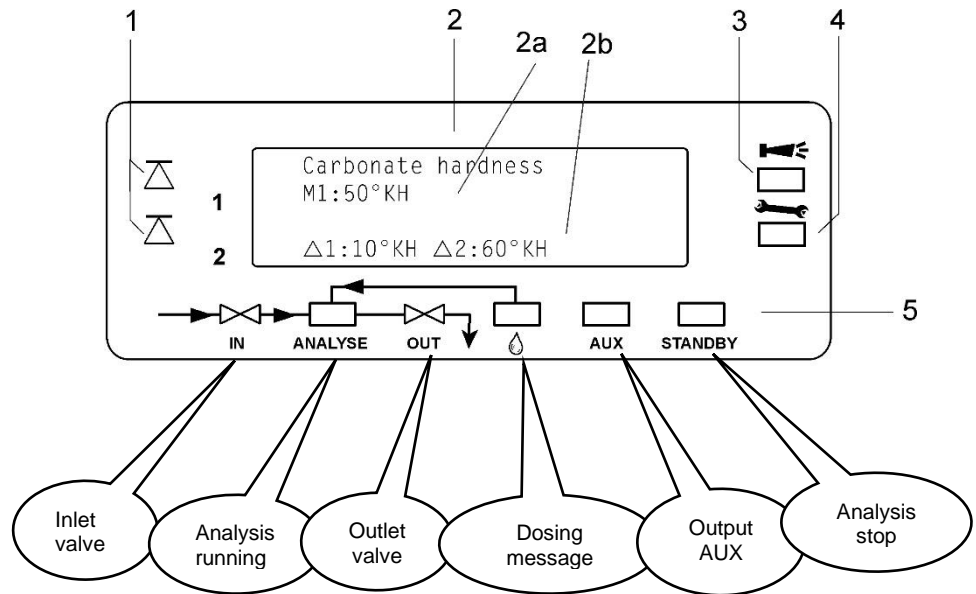 1
2
2a
2b
3
4
1
2
Carbonate hardness
M1:50°KH
△1:10°KH △2:60°KH
5
IN
ANALYSE
OUT
AUX
STANDBY
Inlet
valve
Analysis
running
Outlet
valve
Dosing
message
Output
AUX
Analysis
stop